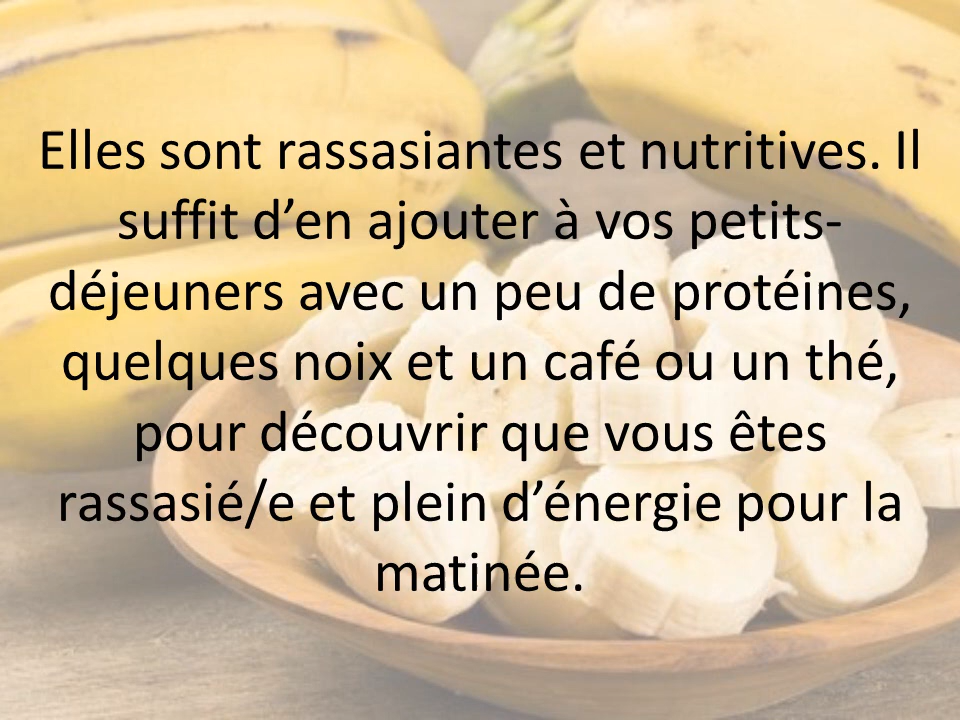 Elles sont rassasiantes et nutritives. Il
suffit d’en ajouter à vos petits-
déjeuners avec un peu de protéines,
quelques noix et un café ou un thé,
pour découvrir que vous êtes
rassasié/e et plein d’énergie pour la
matinée.